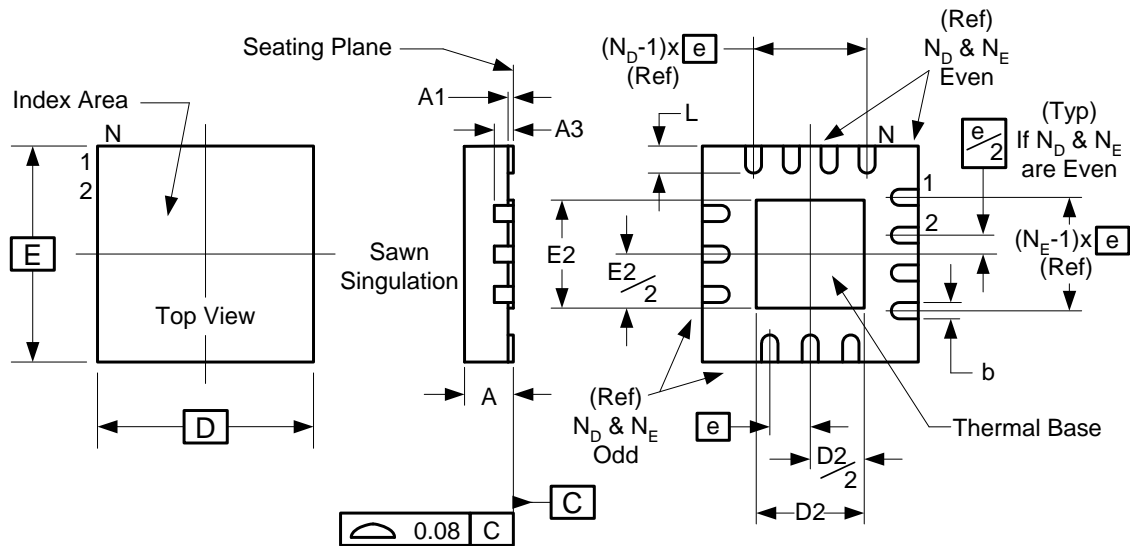 Seating Plane
Index Area
N
1
2
E
Top View
D
A1
A3
Sawn
Singulation
A
0.08 C
C
(N_D-1)x e
(Ref)
(Ref)
N_D & N_E
Even
L
N
e/2
(Typ)
If N_D & N_E
are Even
1
2
(N_E-1)x e
(Ref)
E2
E2/2
b
(Ref)
N_D & N_E
Odd
e
Thermal Base
D2/2
D2